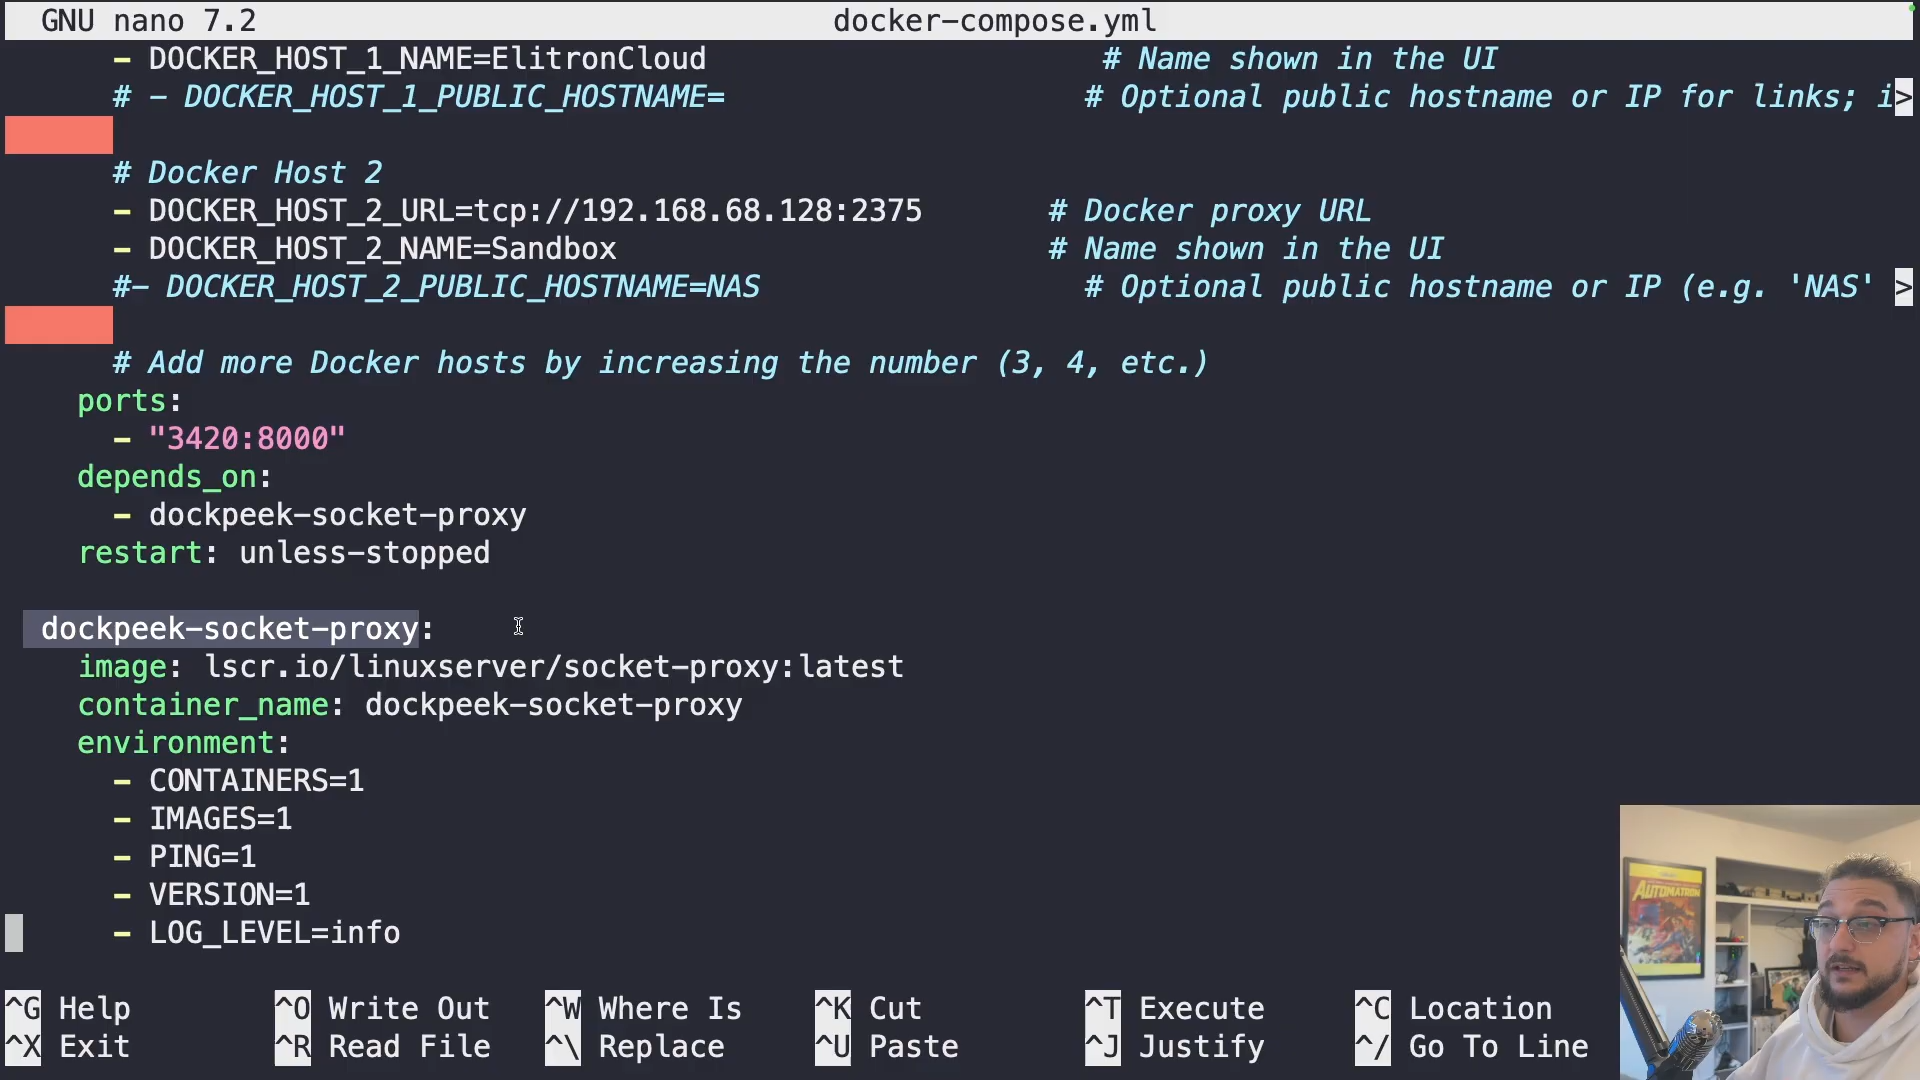 GNU nano 7.2 docker-compose.yml
- DOCKER_HOST_1_NAME=ElitronCloud # Name shown in the UI
# - DOCKER_HOST_1_PUBLIC_HOSTNAME= # Optional public hostname or IP for links; i>
# Docker Host 2
- DOCKER_HOST_2_URL=tcp://192.168.68.128:2375 # Docker proxy URL
- DOCKER_HOST_2_NAME=Sandbox # Name shown in the UI
#- DOCKER_HOST_2_PUBLIC_HOSTNAME=NAS # Optional public hostname or IP (e.g. 'NAS' >
# Add more Docker hosts by increasing the number (3, 4, etc.)
ports:
- "3420:8000"
depends_on:
- dockpeek-socket-proxy
restart: unless-stopped
dockpeek-socket-proxy:
image: lscr.io/linuxserver/socket-proxy:latest
container_name: dockpeek-socket-proxy
environment:
- CONTAINERS=1
- IMAGES=1
- PING=1
- VERSION=1
- LOG_LEVEL=info
AUTOMATRON
^G Help ^O Write Out ^W Where Is ^K Cut ^T Execute ^C Location
^X Exit ^R Read File ^\ Replace ^U Paste ^J Justify ^/ Go To Line